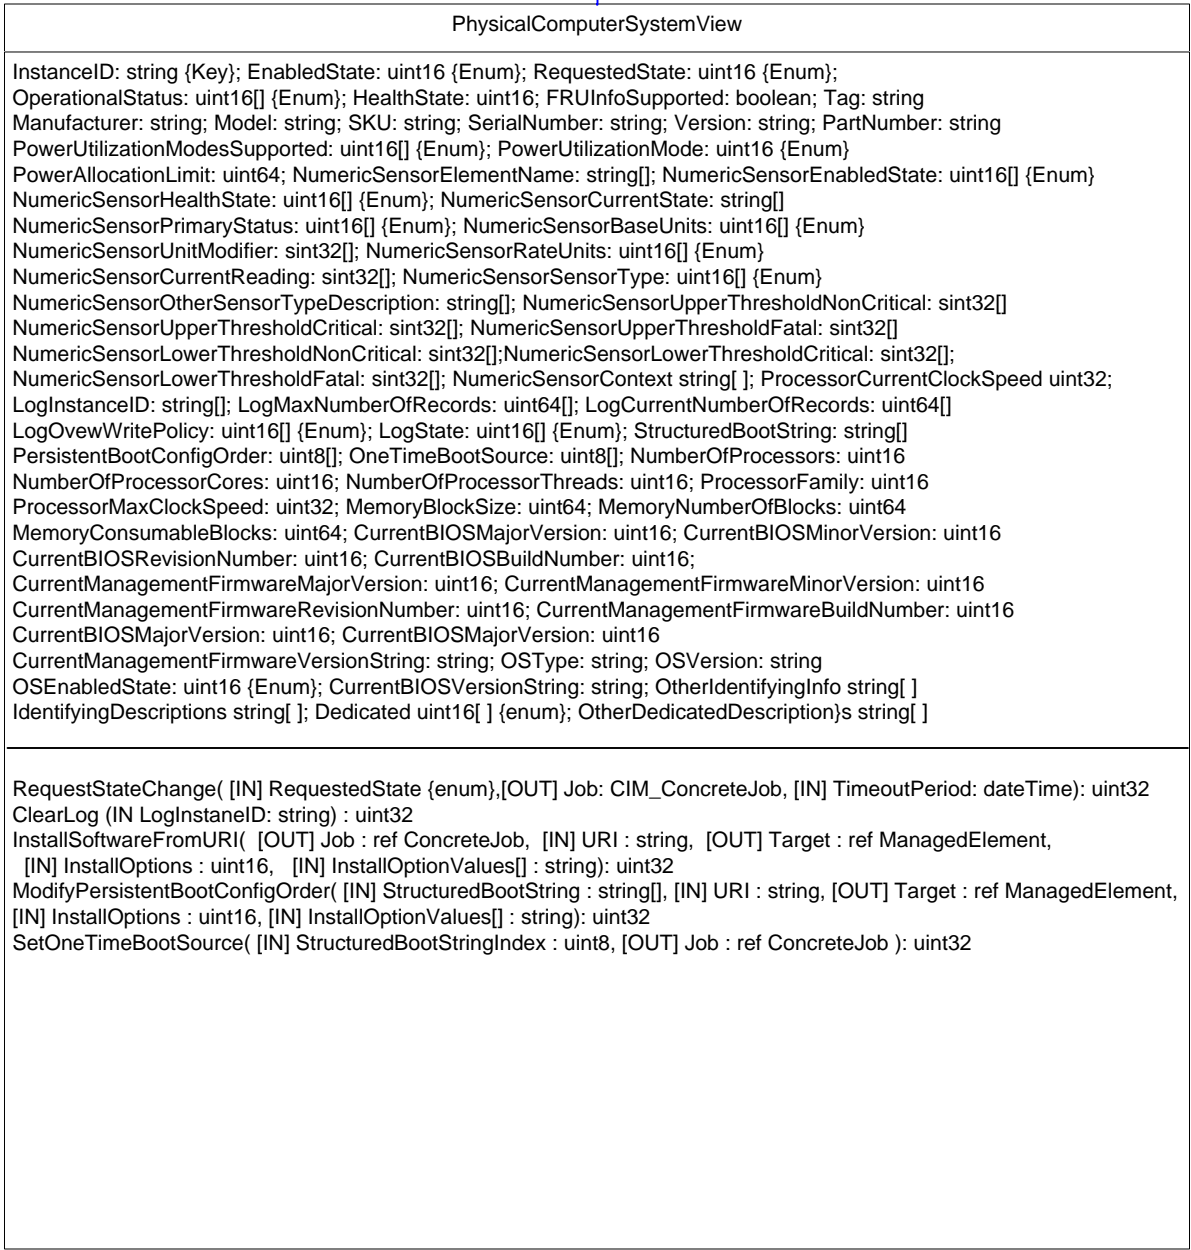 PhysicalComputerSystemView
InstanceID: string {Key}; EnabledState: uint16 {Enum}; RequestedState: uint16 {Enum};
OperationalStatus: uint16[] {Enum}; HealthState: uint16; FRUInfoSupported: boolean; Tag: string
Manufacturer: string; Model: string; SKU: string; SerialNumber: string; Version: string; PartNumber: string
PowerUtilizationModesSupported: uint16[] {Enum}; PowerUtilizationMode: uint16 {Enum}
PowerAllocationLimit: uint64; NumericSensorElementName: string[]; NumericSensorEnabledState: uint16[] {Enum}
NumericSensorHealthState: uint16[] {Enum}; NumericSensorCurrentState: string[]
NumericSensorPrimaryStatus: uint16[] {Enum}; NumericSensorBaseUnits: uint16[] {Enum}
NumericSensorUnitModifier: sint32[]; NumericSensorRateUnits: uint16[] {Enum}
NumericSensorCurrentReading: sint32[]; NumericSensorSensorType: uint16[] {Enum}
NumericSensorOtherSensorTypeDescription: string[]; NumericSensorUpperThresholdNonCritical: sint32[]
NumericSensorUpperThresholdCritical: sint32[]; NumericSensorUpperThresholdFatal: sint32[]
NumericSensorLowerThresholdNonCritical: sint32[];NumericSensorLowerThresholdCritical: sint32[];
NumericSensorLowerThresholdFatal: sint32[]; NumericSensorContext string[ ]; ProcessorCurrentClockSpeed uint32;
LogInstanceID: string[]; LogMaxNumberOfRecords: uint64[]; LogCurrentNumberOfRecords: uint64[]
LogOvewWritePolicy: uint16[] {Enum}; LogState: uint16[] {Enum}; StructuredBootString: string[]
PersistentBootConfigOrder: uint8[]; OneTimeBootSource: uint8[]; NumberOfProcessors: uint16
NumberOfProcessorCores: uint16; NumberOfProcessorThreads: uint16; ProcessorFamily: uint16
ProcessorMaxClockSpeed: uint32; MemoryBlockSize: uint64; MemoryNumberOfBlocks: uint64
MemoryConsumableBlocks: uint64; CurrentBIOSMajorVersion: uint16; CurrentBIOSMinorVersion: uint16
CurrentBIOSRevisionNumber: uint16; CurrentBIOSBuildNumber: uint16;
CurrentManagementFirmwareMajorVersion: uint16; CurrentManagementFirmwareMinorVersion: uint16
CurrentManagementFirmwareRevisionNumber: uint16; CurrentManagementFirmwareBuildNumber: uint16
CurrentBIOSMajorVersion: uint16; CurrentBIOSMajorVersion: uint16
CurrentManagementFirmwareVersionString: string; OSType: string; OSVersion: string
OSEnabledState: uint16 {Enum}; CurrentBIOSVersionString: string; OtherIdentifyingInfo string[ ]
IdentifyingDescriptions string[ ]; Dedicated uint16[ ] {enum}; OtherDedicatedDescription}s string[ ]
RequestStateChange( [IN] RequestedState {enum},[OUT] Job: CIM_ConcreteJob, [IN] TimeoutPeriod: dateTime): uint32
ClearLog (IN LogInstaneID: string) : uint32
InstallSoftwareFromURI( [OUT] Job : ref ConcreteJob, [IN] URI : string, [OUT] Target : ref ManagedElement,
[IN] InstallOptions : uint16, [IN] InstallOptionValues[] : string): uint32
ModifyPersistentBootConfigOrder( [IN] StructuredBootString : string[], [IN] URI : string, [OUT] Target : ref ManagedElement,
[IN] InstallOptions : uint16, [IN] InstallOptionValues[] : string): uint32
SetOneTimeBootSource( [IN] StructuredBootStringIndex : uint8, [OUT] Job : ref ConcreteJob ): uint32